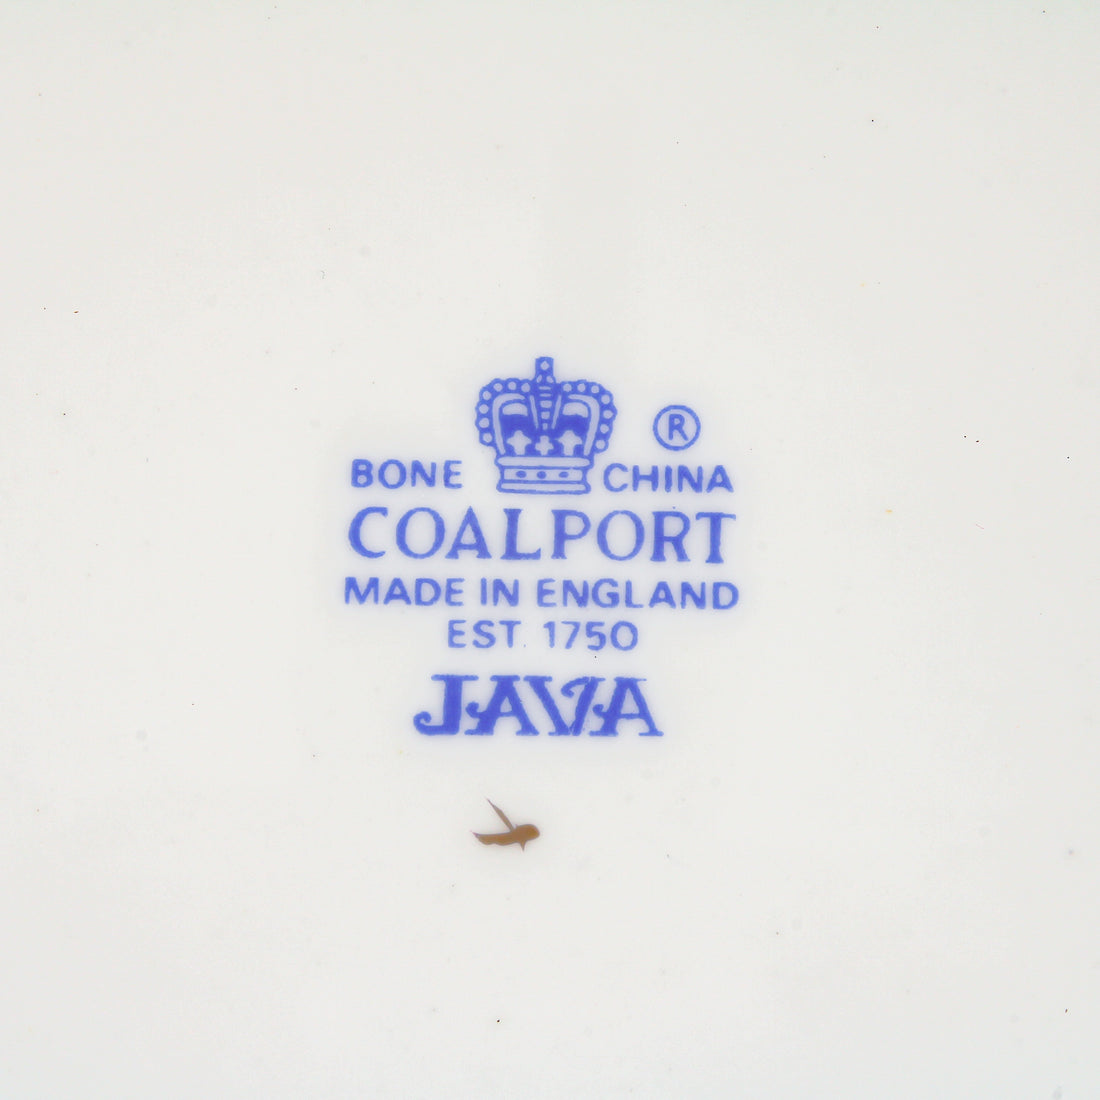 ®
BONE CHINA
COALPORT
MADE IN ENGLAND
EST. 1750
JAVA